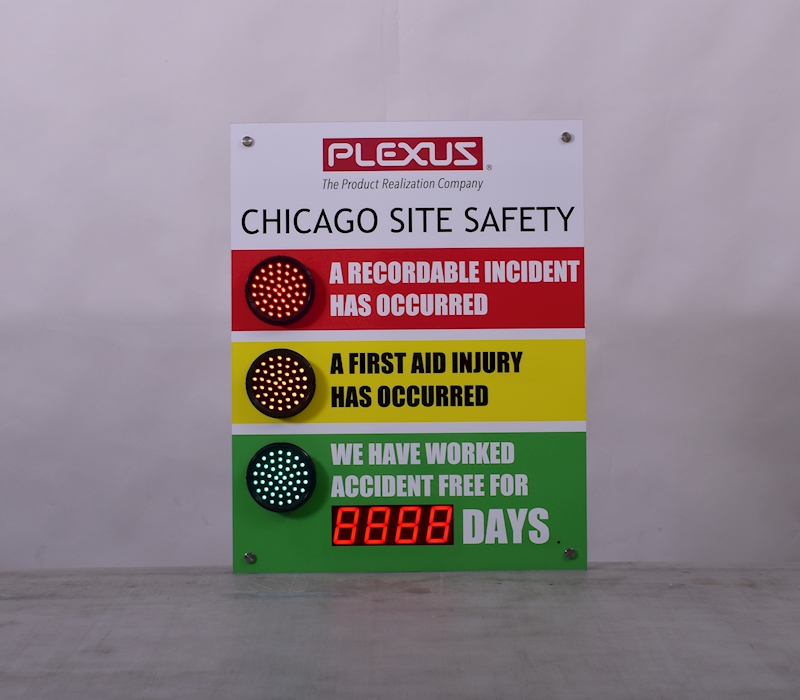 PLEXUS®
The Product Realization Company
CHICAGO SITE SAFETY
A RECORDABLE INCIDENT
HAS OCCURRED
A FIRST AID INJURY
HAS OCCURRED
WE HAVE WORKED
ACCIDENT FREE FOR
8888 DAYS